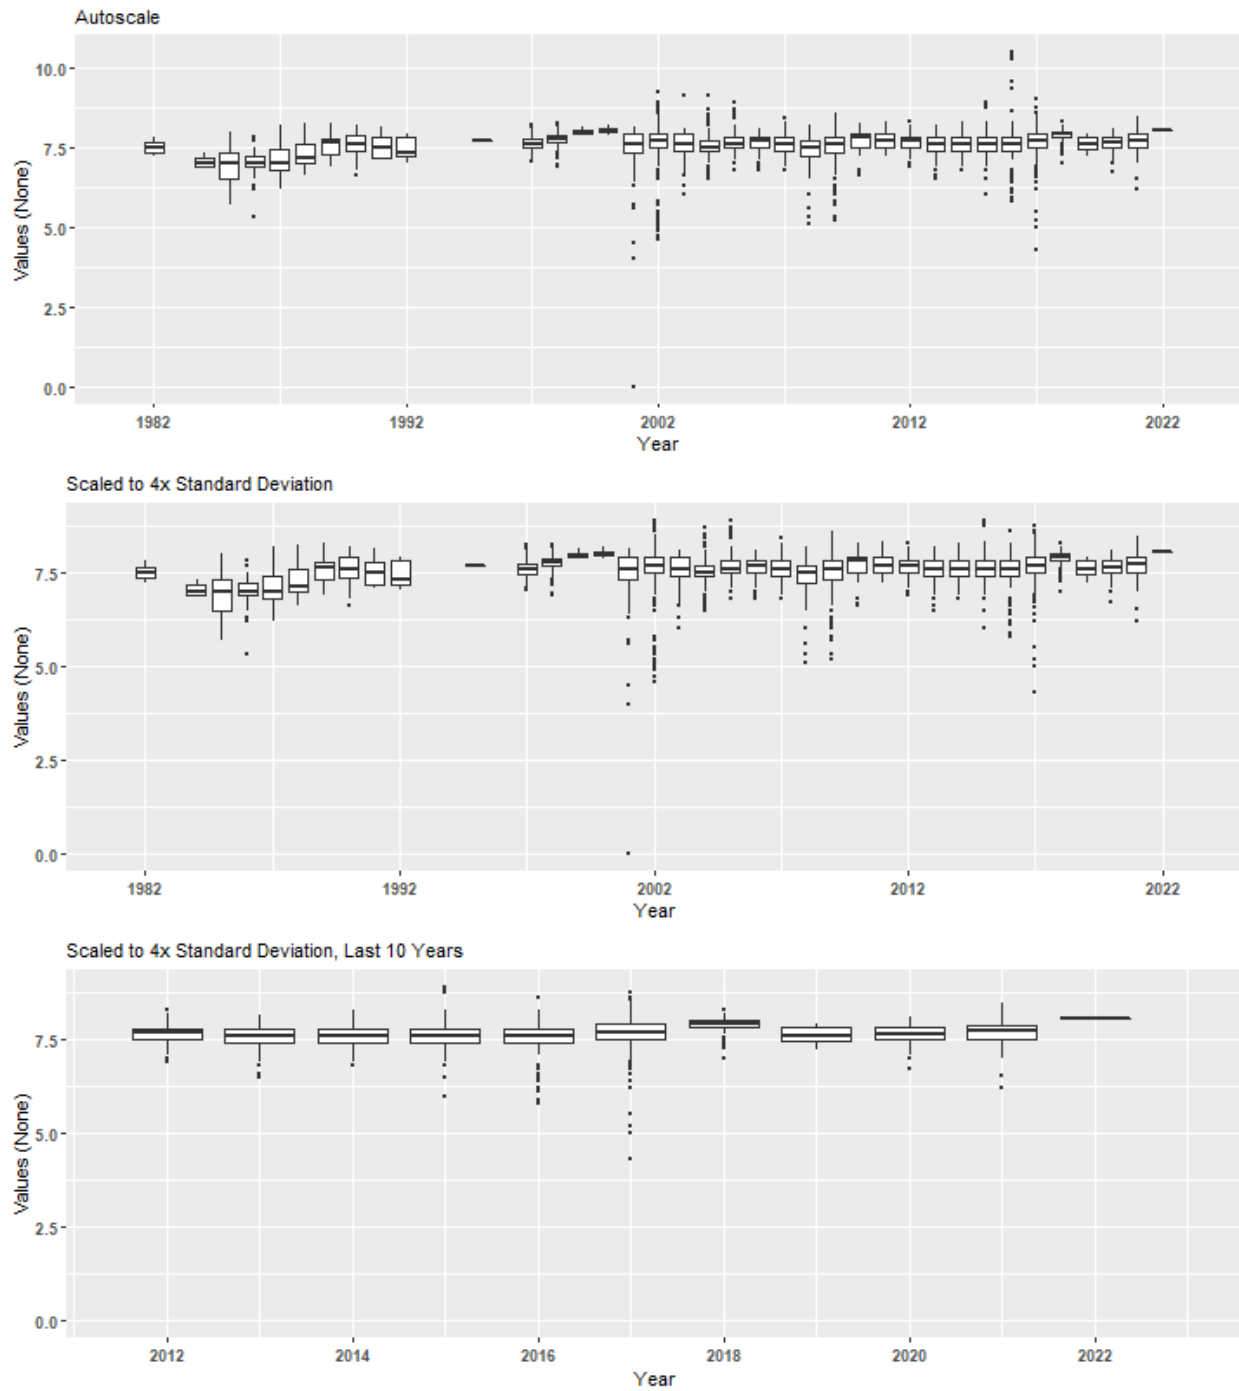 Autoscale
10.0
7.5
5.0
2.5
0.0
Values (None)
1982 1992 2002 2012 2022
Year
Scaled to 4x Standard Deviation
7.5
5.0
2.5
0.0
Values (None)
1982 1992 2002 2012 2022
Year
Scaled to 4x Standard Deviation, Last 10 Years
7.5
5.0
2.5
0.0
Values (None)
2012 2014 2016 2018 2020 2022
Year